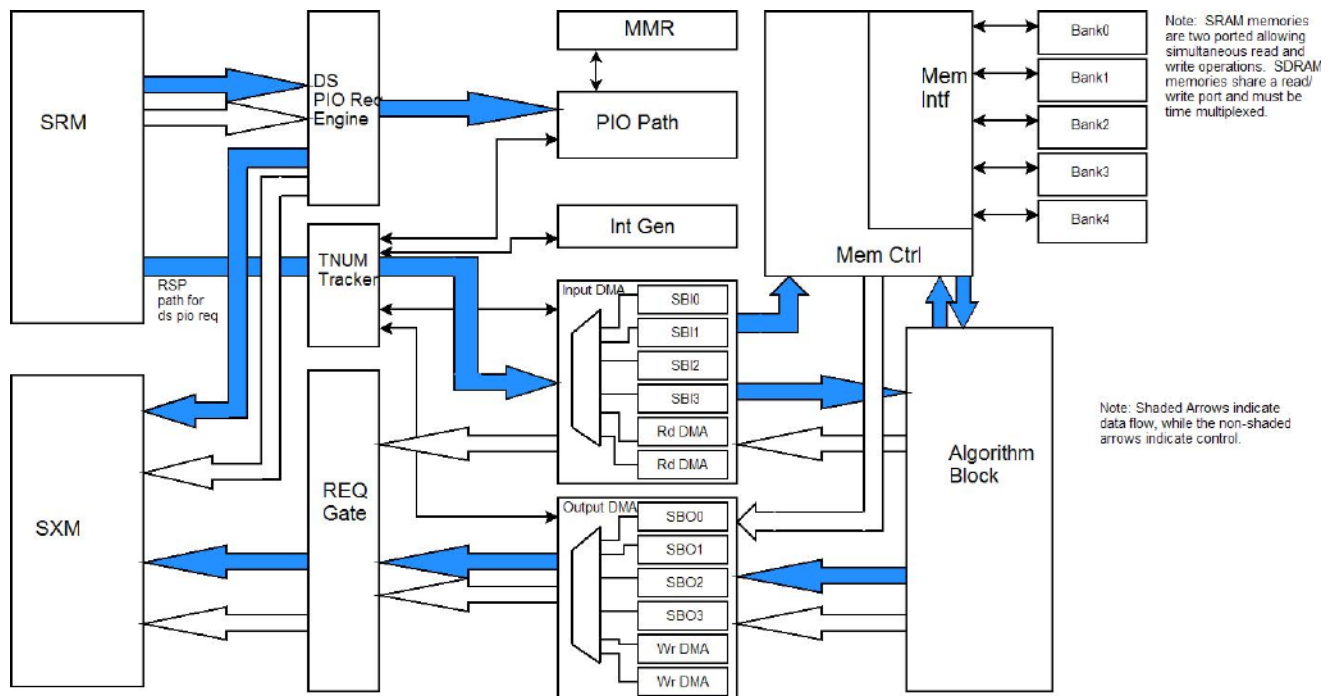 SRM
DS
PIO Req
Engine
MMR
PIO Path
Int Gen
TNUM
Tracker
RSP
path for
ds pio req
Mem
Intf
Mem Ctrl
Bank0
Bank1
Bank2
Bank3
Bank4
Note: SRAM memories
are two ported allowing
simultaneous read and
write operations. SDRAM
memories share a read/
write port and must be
time multiplexed.
Input DMA
SBI0
SBI1
SBI2
SBI3
Rd DMA
Rd DMA
SXM
REQ
Gate
Output DMA
SBO0
SBO1
SBO2
SBO3
Wr DMA
Wr DMA
Algorithm
Block
Note: Shaded Arrows indicate
data flow, while the non-shaded
arrows indicate control.